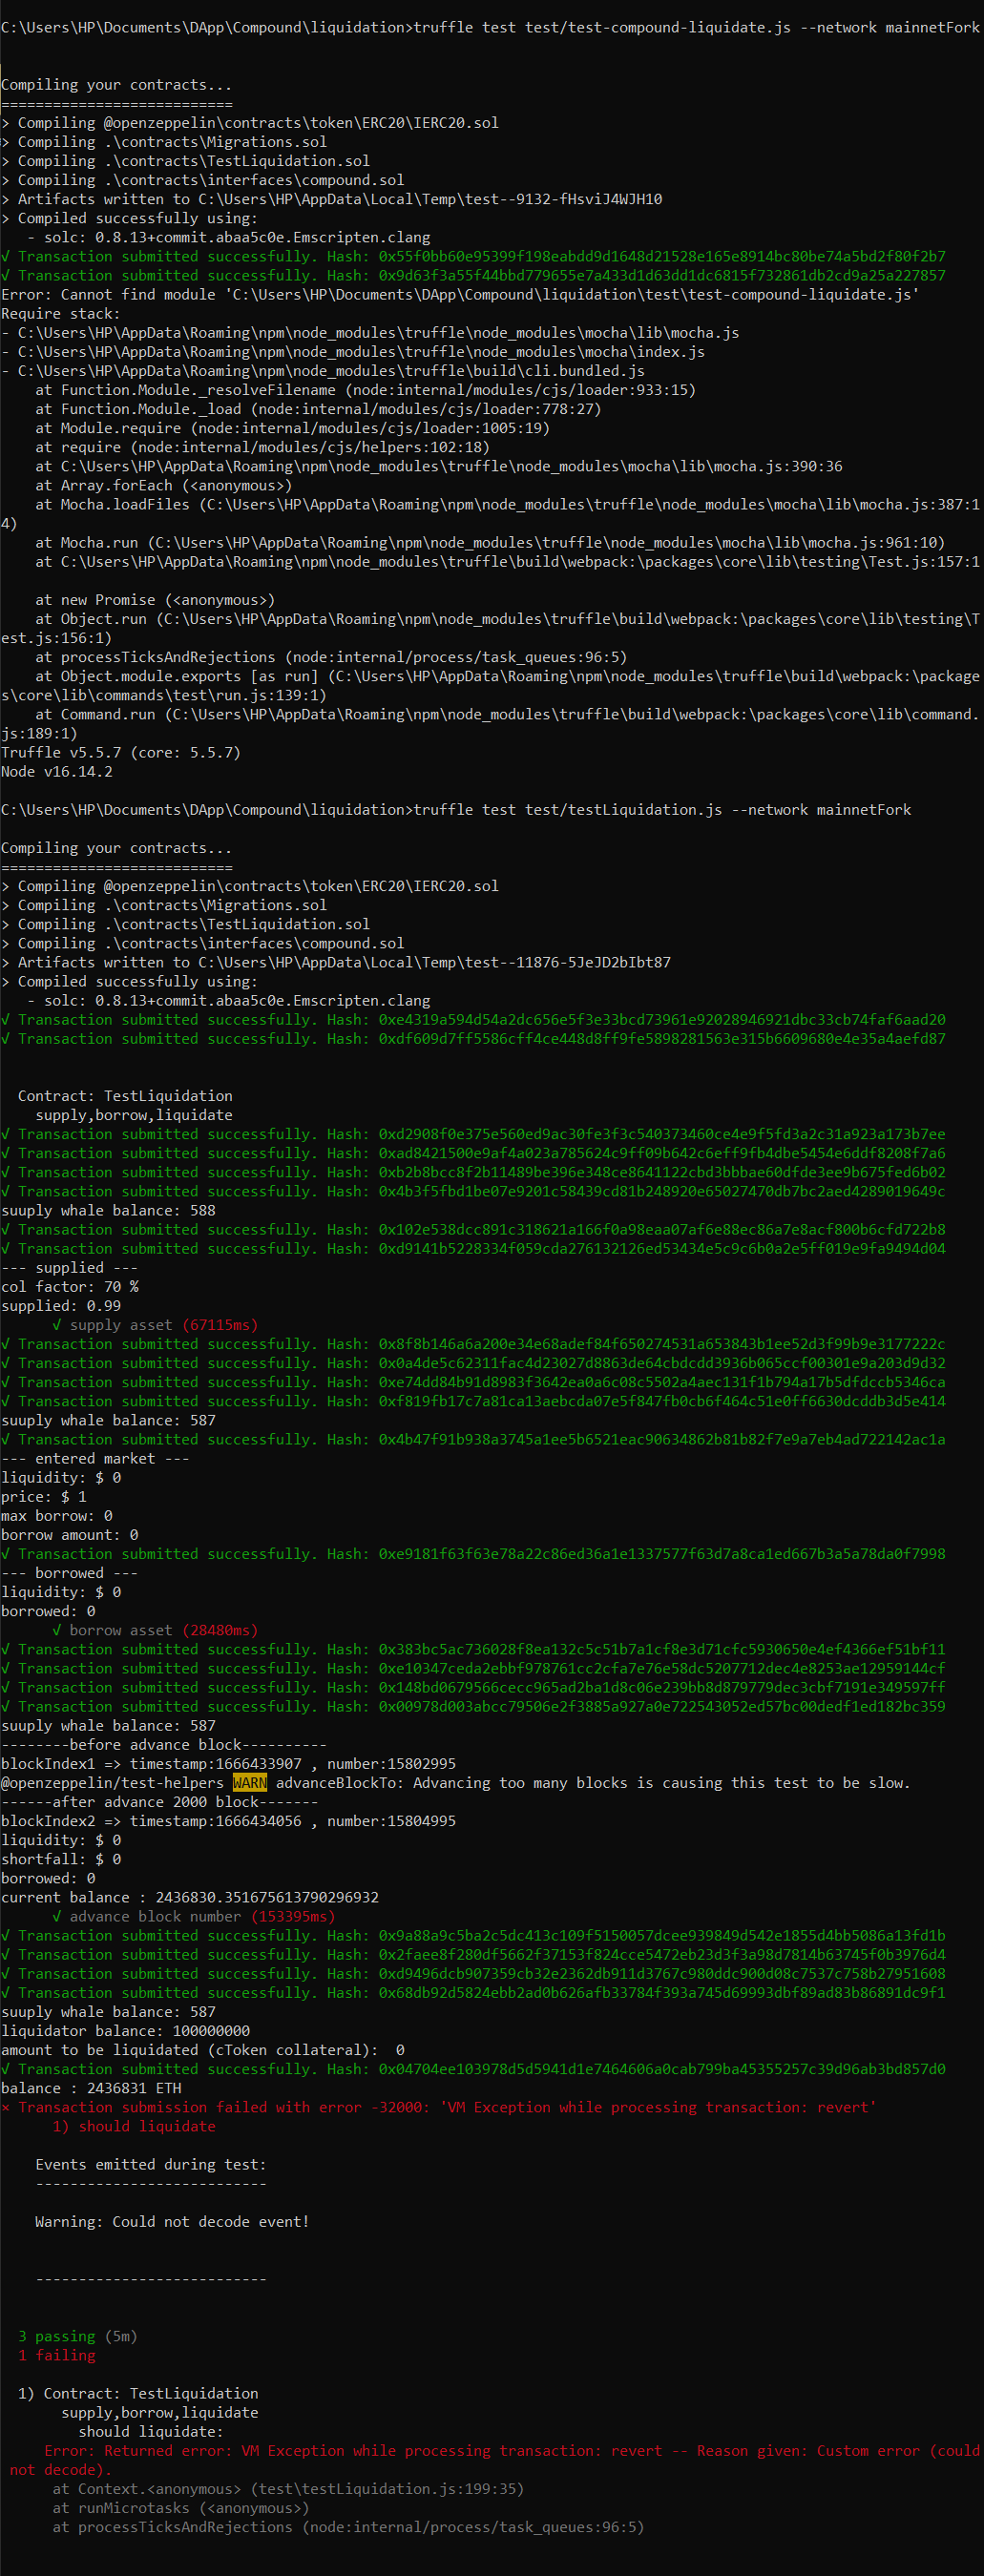 C:\Users\HP\Documents\DApp\Compound\liquidation>truffle test test/test-compound-liquidate.js --network mainnetFork
Compiling your contracts...
===========================
> Compiling @openzeppelin\contracts\token\ERC20\IERC20.sol
> Compiling .\contracts\Migrations.sol
> Compiling .\contracts\TestLiquidation.sol
> Compiling .\contracts\interfaces\compound.sol
> Artifacts written to C:\Users\HP\AppData\Local\Temp\test--9132-fHsviJ4WJH10
> Compiled successfully using:
   - solc: 0.8.13+commit.abaa5c0e.Emscripten.clang
√ Transaction submitted successfully. Hash: 0x55f0bb60e95399f198eabdd9d1648d21528e165e8914bc80be74a5bd2f80f2b7
√ Transaction submitted successfully. Hash: 0x9d63f3a55f44bbd779655e7a433d1d63dd1dc6815f732861db2cd9a25a227857
Error: Cannot find module 'C:\Users\HP\Documents\DApp\Compound\liquidation\test\test-compound-liquidate.js'
Require stack:
- C:\Users\HP\AppData\Roaming\npm\node_modules\truffle\node_modules\mocha\lib\mocha.js
- C:\Users\HP\AppData\Roaming\npm\node_modules\truffle\node_modules\mocha\index.js
- C:\Users\HP\AppData\Roaming\npm\node_modules\truffle\build\cli.bundled.js
    at Function.Module._resolveFilename (node:internal/modules/cjs/loader:933:15)
    at Function.Module._load (node:internal/modules/cjs/loader:778:27)
    at Module.require (node:internal/modules/cjs/loader:1005:19)
    at require (node:internal/modules/cjs/helpers:102:18)
    at C:\Users\HP\AppData\Roaming\npm\node_modules\truffle\node_modules\mocha\lib\mocha.js:390:36
    at Array.forEach (<anonymous>)
    at Mocha.loadFiles (C:\Users\HP\AppData\Roaming\npm\node_modules\truffle\node_modules\mocha\lib\mocha.js:387:1
4)
    at Mocha.run (C:\Users\HP\AppData\Roaming\npm\node_modules\truffle\node_modules\mocha\lib\mocha.js:961:10)
    at C:\Users\HP\AppData\Roaming\npm\node_modules\truffle\build\webpack:\packages\core\lib\testing\Test.js:157:1
    at new Promise (<anonymous>)
    at Object.run (C:\Users\HP\AppData\Roaming\npm\node_modules\truffle\build\webpack:\packages\core\lib\testing\T
est.js:156:1)
    at processTicksAndRejections (node:internal/process/task_queues:96:5)
    at Object.module.exports [as run] (C:\Users\HP\AppData\Roaming\npm\node_modules\truffle\build\webpack:\package
s\core\lib\commands\test\run.js:139:1)
    at Command.run (C:\Users\HP\AppData\Roaming\npm\node_modules\truffle\build\webpack:\packages\core\lib\command.
js:189:1)
Truffle v5.5.7 (core: 5.5.7)
Node v16.14.2
C:\Users\HP\Documents\DApp\Compound\liquidation>truffle test test/testLiquidation.js --network mainnetFork
Compiling your contracts...
===========================
> Compiling @openzeppelin\contracts\token\ERC20\IERC20.sol
> Compiling .\contracts\Migrations.sol
> Compiling .\contracts\TestLiquidation.sol
> Compiling .\contracts\interfaces\compound.sol
> Artifacts written to C:\Users\HP\AppData\Local\Temp\test--11876-5JeJD2bIbt87
> Compiled successfully using:
   - solc: 0.8.13+commit.abaa5c0e.Emscripten.clang
√ Transaction submitted successfully. Hash: 0xe4319a594d54a2dc656e5f3e33bcd73961e92028946921dbc33cb74faf6aad20
√ Transaction submitted successfully. Hash: 0xdf609d7ff5586cff4ce448d8ff9fe5898281563e315b6609680e4e35a4aefd87
  Contract: TestLiquidation
    supply,borrow,liquidate
√ Transaction submitted successfully. Hash: 0xd2908f0e375e560ed9ac30fe3f3c540373460ce4e9f5fd3a2c31a923a173b7ee
√ Transaction submitted successfully. Hash: 0xad8421500e9af4a023a785624c9ff09b642c6eff9fb4dbe5454e6ddf8208f7a6
√ Transaction submitted successfully. Hash: 0xb2b8bcc8f2b11489be396e348ce8641122cbd3bbbae60dfde3ee9b675fed6b02
√ Transaction submitted successfully. Hash: 0x4b3f5fbd1be07e9201c58439cd81b248920e65027470db7bc2aed4289019649c
suuply whale balance: 588
√ Transaction submitted successfully. Hash: 0x102e538dcc891c318621a166f0a98eaa07af6e88ec86a7e8acf800b6cfd722b8
√ Transaction submitted successfully. Hash: 0xd9141b5228334f059cda276132126ed53434e5c9c6b0a2e5ff019e9fa9494d04
--- supplied ---
col factor: 70 %
supplied: 0.99
      √ supply asset (67115ms)
√ Transaction submitted successfully. Hash: 0x8f8b146a6a200e34e68adef84f650274531a653843b1ee52d3f99b9e3177222c
√ Transaction submitted successfully. Hash: 0x0a4de5c62311fac4d23027d8863de64cbdcdd3936b065ccf00301e9a203d9d32
√ Transaction submitted successfully. Hash: 0xe74dd84b91d8983f3642ea0a6c08c5502a4aec131f1b794a17b5dfdccb5346ca
√ Transaction submitted successfully. Hash: 0xf819fb17c7a81ca13aebcda07e5f847fb0cb6f464c51e0ff6630dcddb3d5e414
suuply whale balance: 587
√ Transaction submitted successfully. Hash: 0x4b47f91b938a3745a1ee5b6521eac90634862b81b82f7e9a7eb4ad722142ac1a
--- entered market ---
liquidity: $ 0
price: $ 1
max borrow: 0
borrow amount: 0
√ Transaction submitted successfully. Hash: 0xe9181f63f63e78a22c86ed36a1e1337577f63d7a8ca1ed667b3a5a78da0f7998
--- borrowed ---
liquidity: $ 0
borrowed: 0
      √ borrow asset (28480ms)
√ Transaction submitted successfully. Hash: 0x383bc5ac736028f8ea132c5c51b7a1cf8e3d71cfc5930650e4ef4366ef51bf11
√ Transaction submitted successfully. Hash: 0xe10347ceda2ebbf978761cc2cfa7e76e58dc5207712dec4e8253ae12959144cf
√ Transaction submitted successfully. Hash: 0x148bd0679566cecc965ad2ba1d8c06e239bb8d879779dec3cbf7191e349597ff
√ Transaction submitted successfully. Hash: 0x00978d003abcc79506e2f3885a927a0e722543052ed57bc00dedf1ed182bc359
suuply whale balance: 587
--------before advance block----------
blockIndex1 => timestamp:1666433907 , number:15802995
@openzeppelin/test-helpers WARN advanceBlockTo: Advancing too many blocks is causing this test to be slow.
------after advance 2000 block-------
blockIndex2 => timestamp:1666434056 , number:15804995
liquidity: $ 0
shortfall: $ 0
borrowed: 0
current balance : 2436830.351675613790296932
      √ advance block number (153395ms)
√ Transaction submitted successfully. Hash: 0x9a88a9c5ba2c5dc413c109f5150057dcee939849d542e1855d4bb5086a13fd1b
√ Transaction submitted successfully. Hash: 0x2faee8f280df5662f37153f824cce5472eb23d3f3a98d7814b63745f0b3976d4
√ Transaction submitted successfully. Hash: 0xd9496dcb907359cb32e2362db911d3767c980ddc900d08c7537c758b27951608
√ Transaction submitted successfully. Hash: 0x68db92d5824ebb2ad0b626afb33784f393a745d69993dbf89ad83b86891dc9f1
suuply whale balance: 587
liquidator balance: 100000000
amount to be liquidated (cToken collateral):  0
√ Transaction submitted successfully. Hash: 0x04704ee103978d5d5941d1e7464606a0cab799ba45355257c39d96ab3bd857d0
balance : 2436831 ETH
× Transaction submission failed with error -32000: 'VM Exception while processing transaction: revert'
      1) should liquidate
    Events emitted during test:
    ---------------------------
    Warning: Could not decode event!
    ---------------------------
  3 passing (5m)
  1 failing
  1) Contract: TestLiquidation
       supply,borrow,liquidate
         should liquidate:
     Error: Returned error: VM Exception while processing transaction: revert -- Reason given: Custom error (could
 not decode).
      at Context.<anonymous> (test\testLiquidation.js:199:35)
      at runMicrotasks (<anonymous>)
      at processTicksAndRejections (node:internal/process/task_queues:96:5)